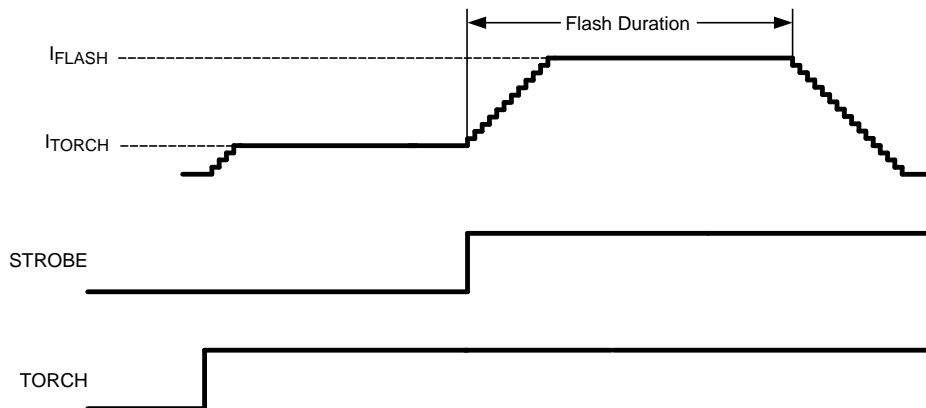 Flash Duration
IFLASH
ITORCH
STROBE
TORCH